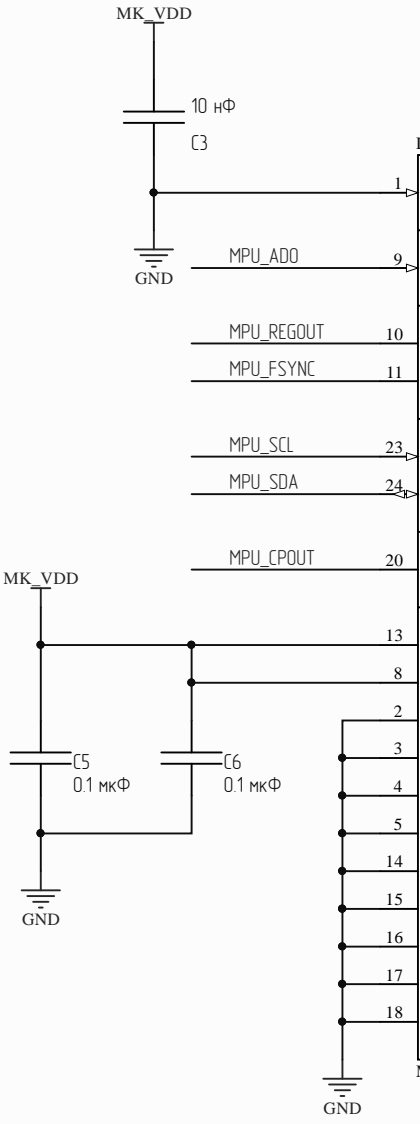 MK_VDD
10 нФ
C3
1
GND
MPU_AD0 9
MPU_REGOUT 10
MPU_FSYNC 11
MPU_SCL 23
MPU_SDA 24
MPU_CPOUT 20
MK_VDD
13
8
2
3
C5 C6
0.1 мкФ 0.1 мкФ
4
5
14
15
GND
16
17
18
GND